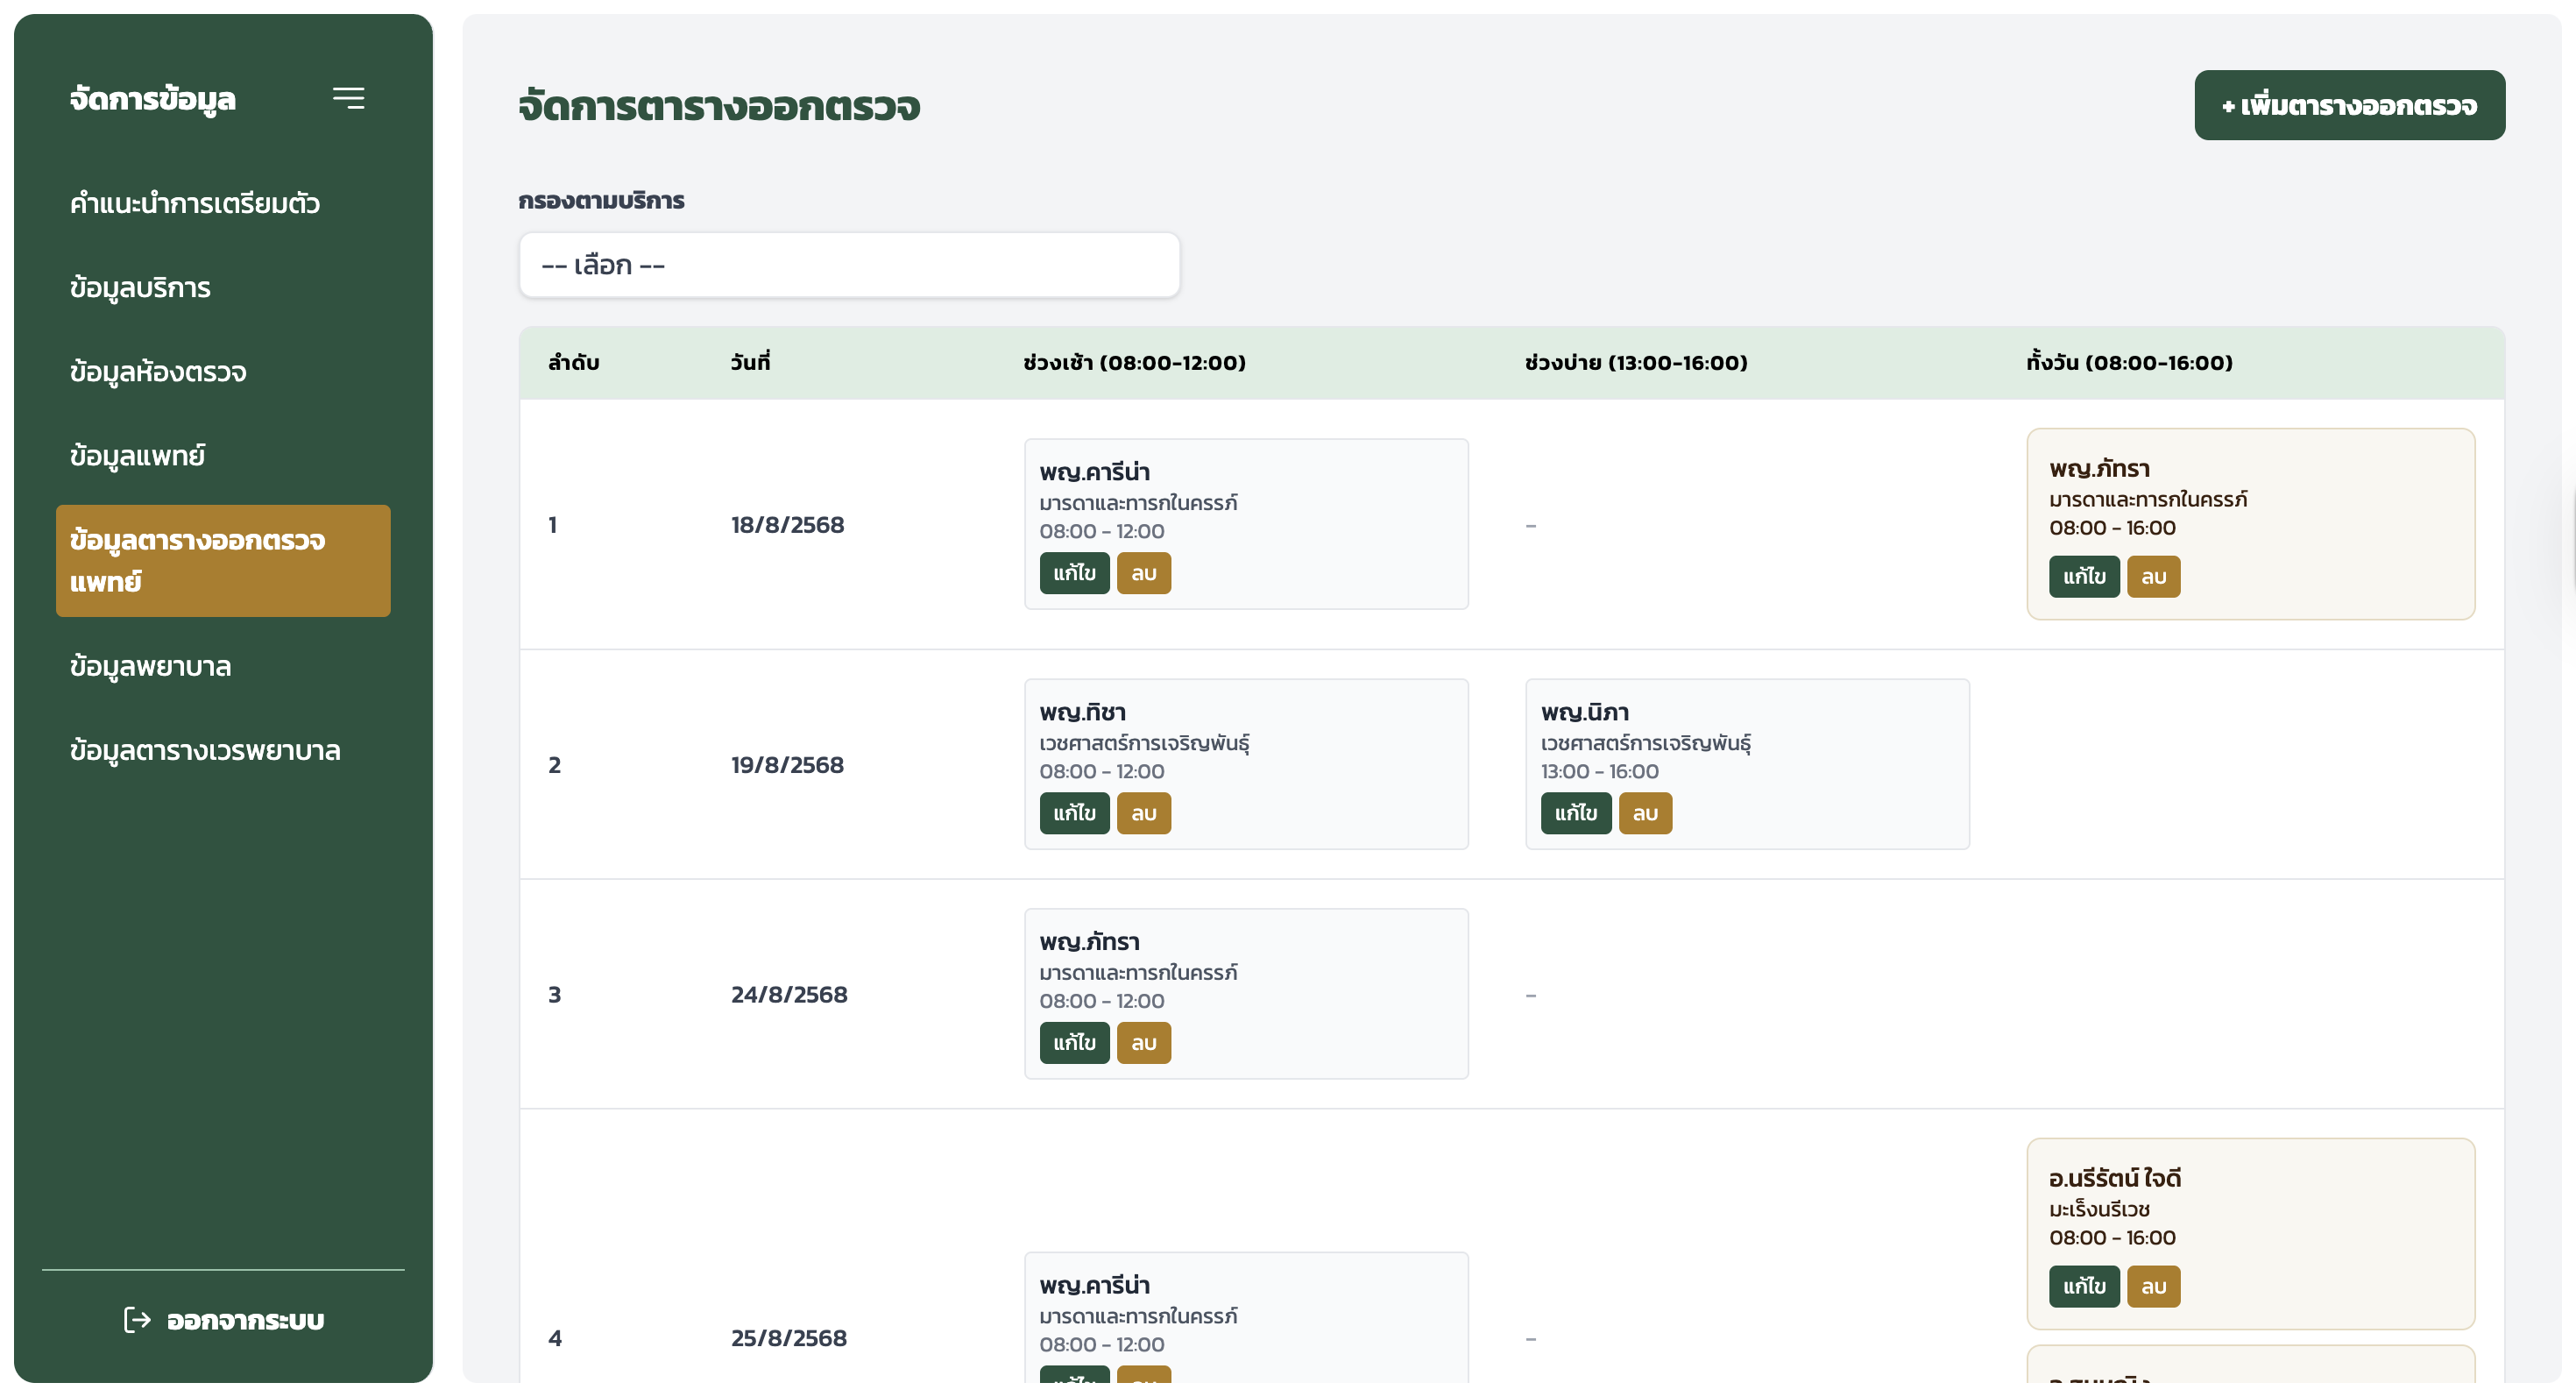 จัดการข้อมูล
คำแนะนำการเตรียมตัว
ข้อมูลบริการ
ข้อมูลห้องตรวจ
ข้อมูลแพทย์
ข้อมูลตารางออกตรวจ
แพทย์
ข้อมูลพยาบาล
ข้อมูลตารางเวรพยาบาล
ออกจากระบบ
จัดการตารางออกตรวจ
+ เพิ่มตารางออกตรวจ
กรองตามบริการ
-- เลือก --
ลำดับ วันที่ ช่วงเช้า (08:00-12:00) ช่วงบ่าย (13:00-16:00) ทั้งวัน (08:00-16:00)
1 18/8/2568
พญ.คารีน่า
มารดาและทารกในครรภ์
08:00 - 12:00
แก้ไข ลบ
-
พญ.ภัทรา
มารดาและทารกในครรภ์
08:00 - 16:00
แก้ไข ลบ
2 19/8/2568
พญ.ทิชา
เวชศาสตร์การเจริญพันธุ์
08:00 - 12:00
แก้ไข ลบ
พญ.นิภา
เวชศาสตร์การเจริญพันธุ์
13:00 - 16:00
แก้ไข ลบ
3 24/8/2568
พญ.ภัทรา
มารดาและทารกในครรภ์
08:00 - 12:00
แก้ไข ลบ
-
4 25/8/2568
พญ.คารีน่า
มารดาและทารกในครรภ์
08:00 - 12:00
-
อ.นรีรัตน์ ใจดี
มะเร็งนรีเวช
08:00 - 16:00
แก้ไข ลบ